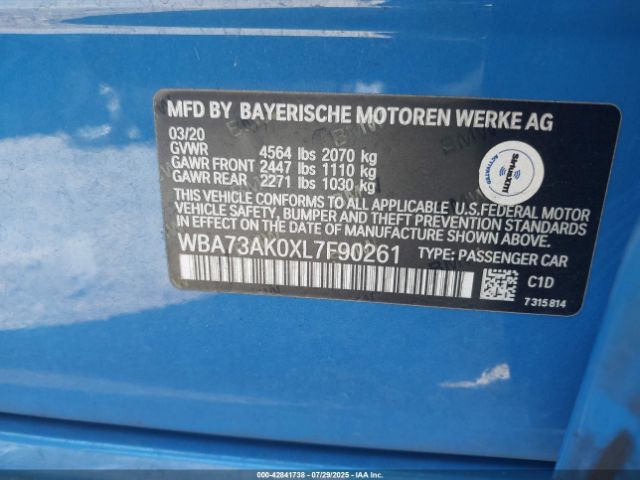 MFD BY BAYERISCHE MOTOREN WERKE AG
03/20
GVWR 4564 lbs 2070 kg
GAWR FRONT 2447 lbs 1110 kg
GAWR REAR 2271 lbs 1030 kg
ACTIVATED
SiriusXM
THIS VEHICLE CONFORMS TO ALL APPLICABLE U.S.FEDERAL MOTOR
VEHICLE SAFETY, BUMPER AND THEFT PREVENTION STANDARDS
IN EFFECT ON THE DATE OF MANUFACTURE SHOWN ABOVE.
WBA73AK0XL7F90261 TYPE: PASSENGER CAR
C1D
7315814
© IAA - 42841738 - 07/29/2025 - IAA, INC.